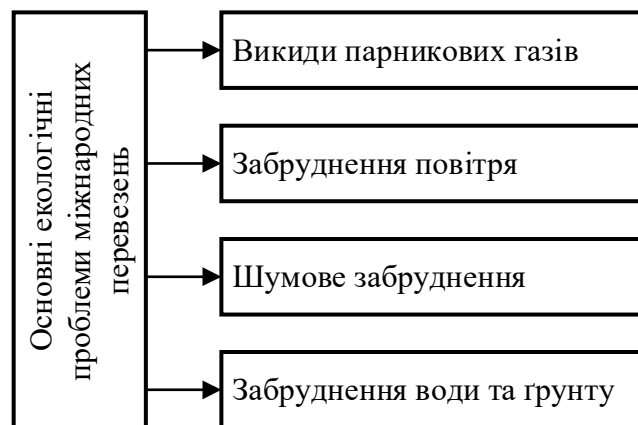 Основні екологічні
проблеми міжнародних
перевезень
Викиди парникових газів
Забруднення повітря
Шумове забруднення
Забруднення води та ґрунту